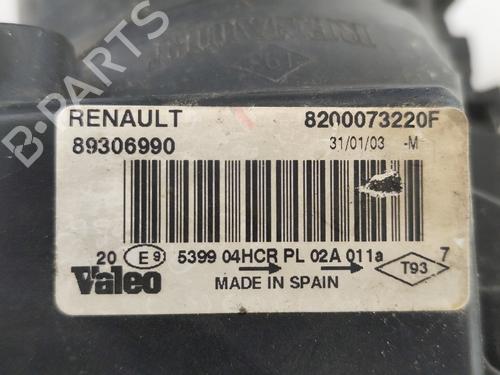 B-PARTS
RENAULT 8200073220F
89306990 31/01/03 -M
20 E9 5399 04HCR PL 02A 011a 7
T93
Valeo MADE IN SPAIN